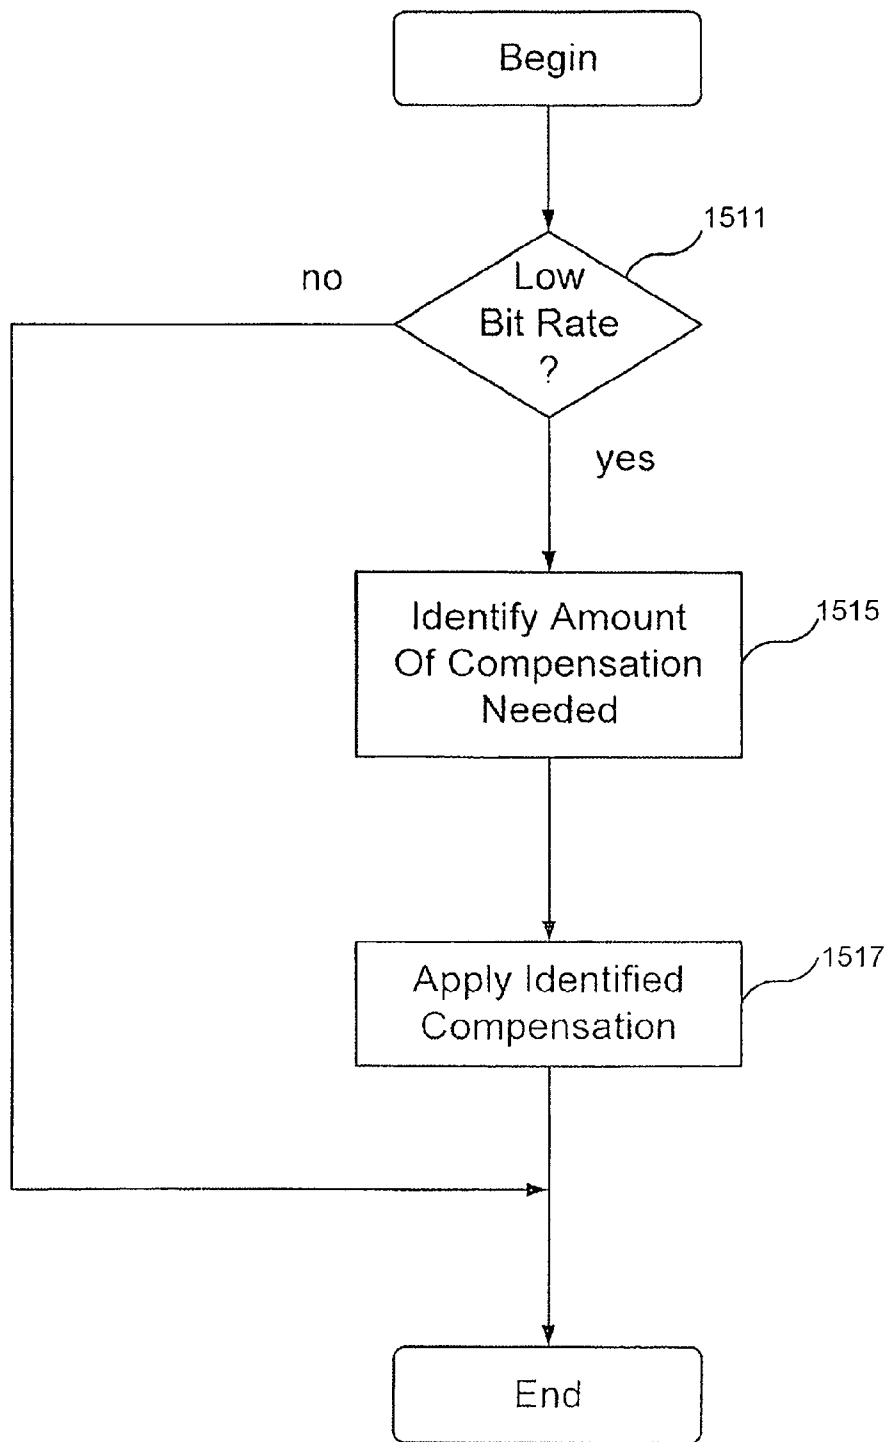 Begin
1511
no
Low
Bit Rate
?
yes
Identify Amount
Of Compensation
Needed
1515
Apply Identified
Compensation
1517
End